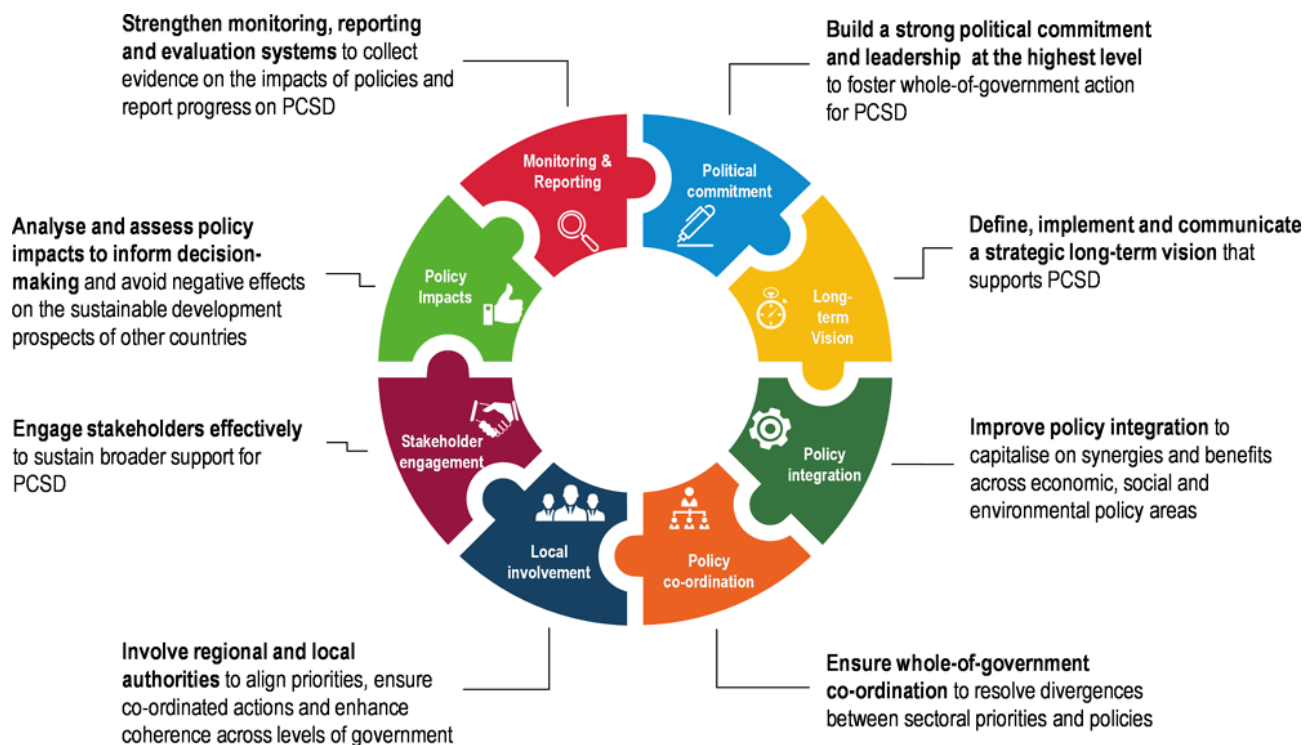 Strengthen monitoring, reporting
and evaluation systems to collect
evidence on the impacts of policies and
report progress on PCSD
Build a strong political commitment
and leadership at the highest level
to foster whole-of-government action
for PCSD
Monitoring &
Reporting
Political
commitment
Analyse and assess policy
impacts to inform decision-
making and avoid negative effects
on the sustainable development
prospects of other countries
Policy
Impacts
Long-
term
Vision
Define, implement and communicate
a strategic long-term vision that
supports PCSD
Engage stakeholders effectively
to sustain broader support for
PCSD
Stakeholder
engagement
Policy
integration
Improve policy integration to
capitalise on synergies and benefits
across economic, social and
environmental policy areas
Local
involvement
Policy
co-ordination
Involve regional and local
authorities to align priorities, ensure
co-ordinated actions and enhance
coherence across levels of government
Ensure whole-of-government
co-ordination to resolve divergences
between sectoral priorities and policies